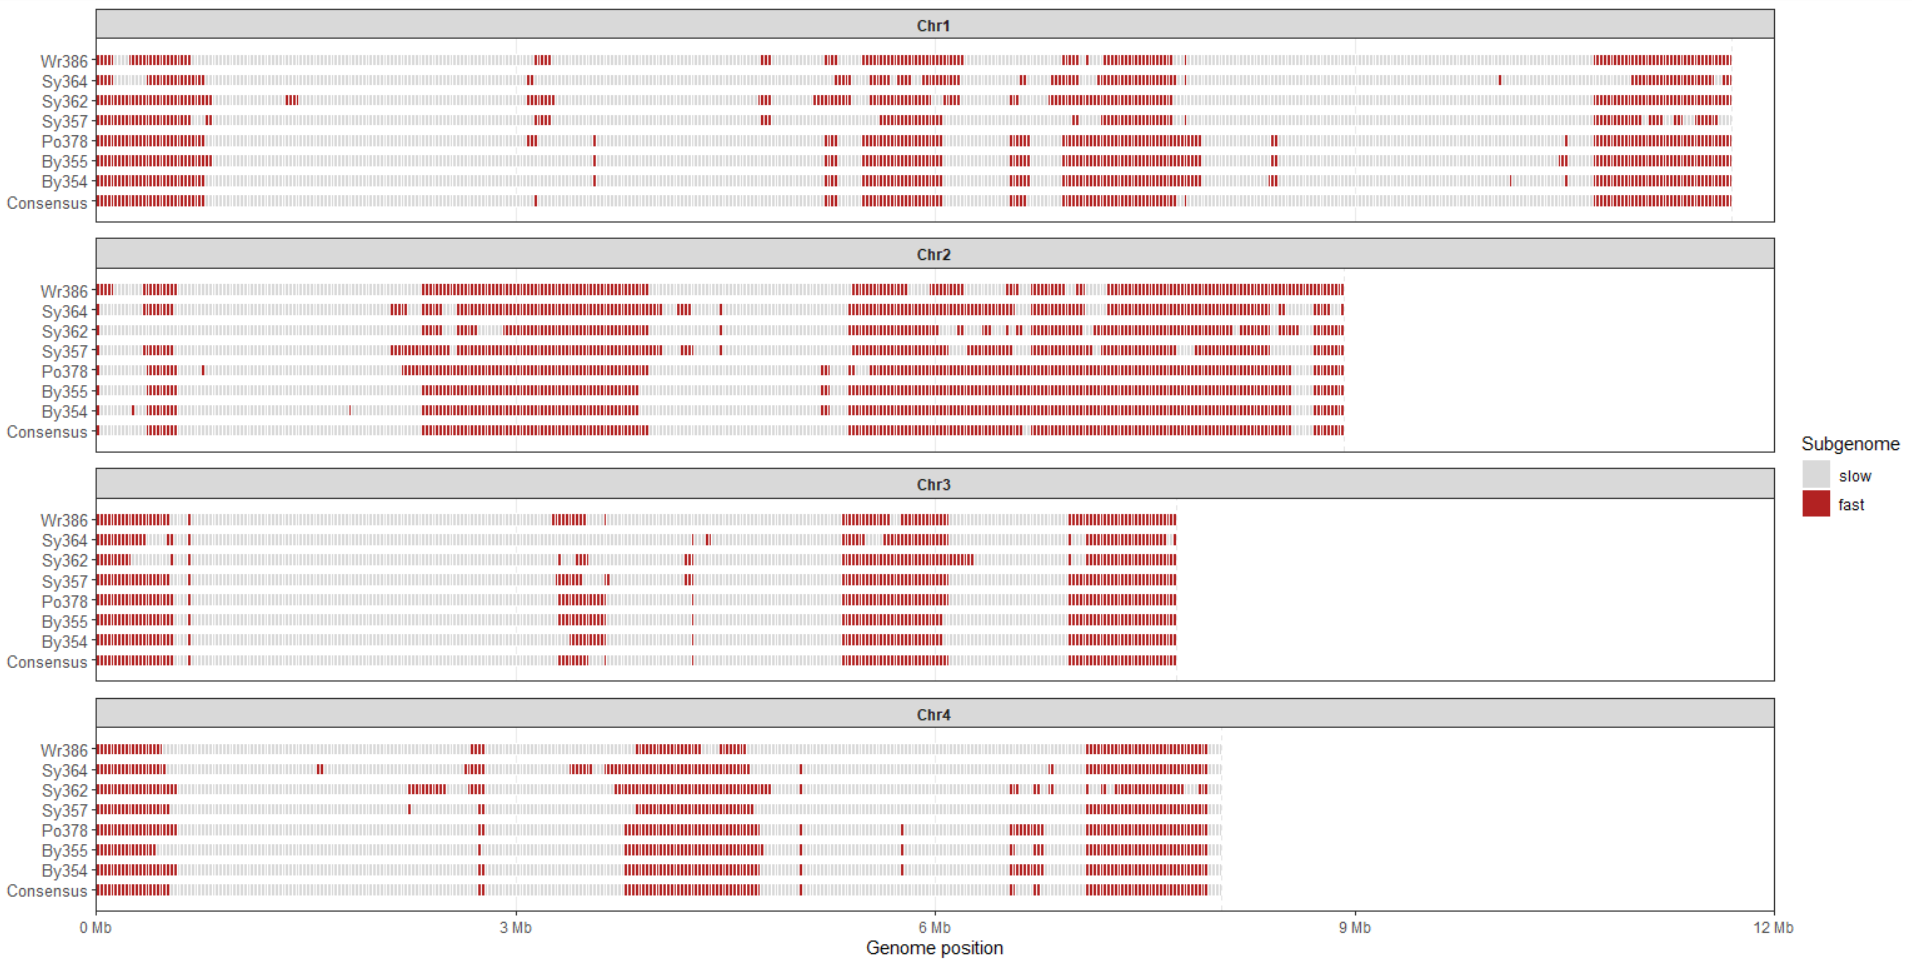 Chr1
Wr386
Sy364
Sy362
Sy357
Po378
By355
By354
Consensus
Chr2
Wr386
Sy364
Sy362
Sy357
Po378
By355
By354
Consensus
Chr3
Wr386
Sy364
Sy362
Sy357
Po378
By355
By354
Consensus
Chr4
Wr386
Sy364
Sy362
Sy357
Po378
By355
By354
Consensus
0 Mb 3 Mb 6 Mb 9 Mb 12 Mb
Genome position
Subgenome
slow
fast